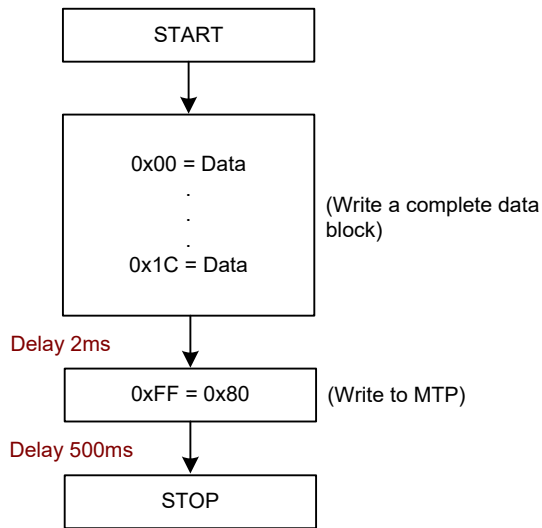 START
0x00 = Data
.
.
.
0x1C = Data
(Write a complete data
block)
Delay 2ms
0xFF = 0x80
(Write to MTP)
Delay 500ms
STOP